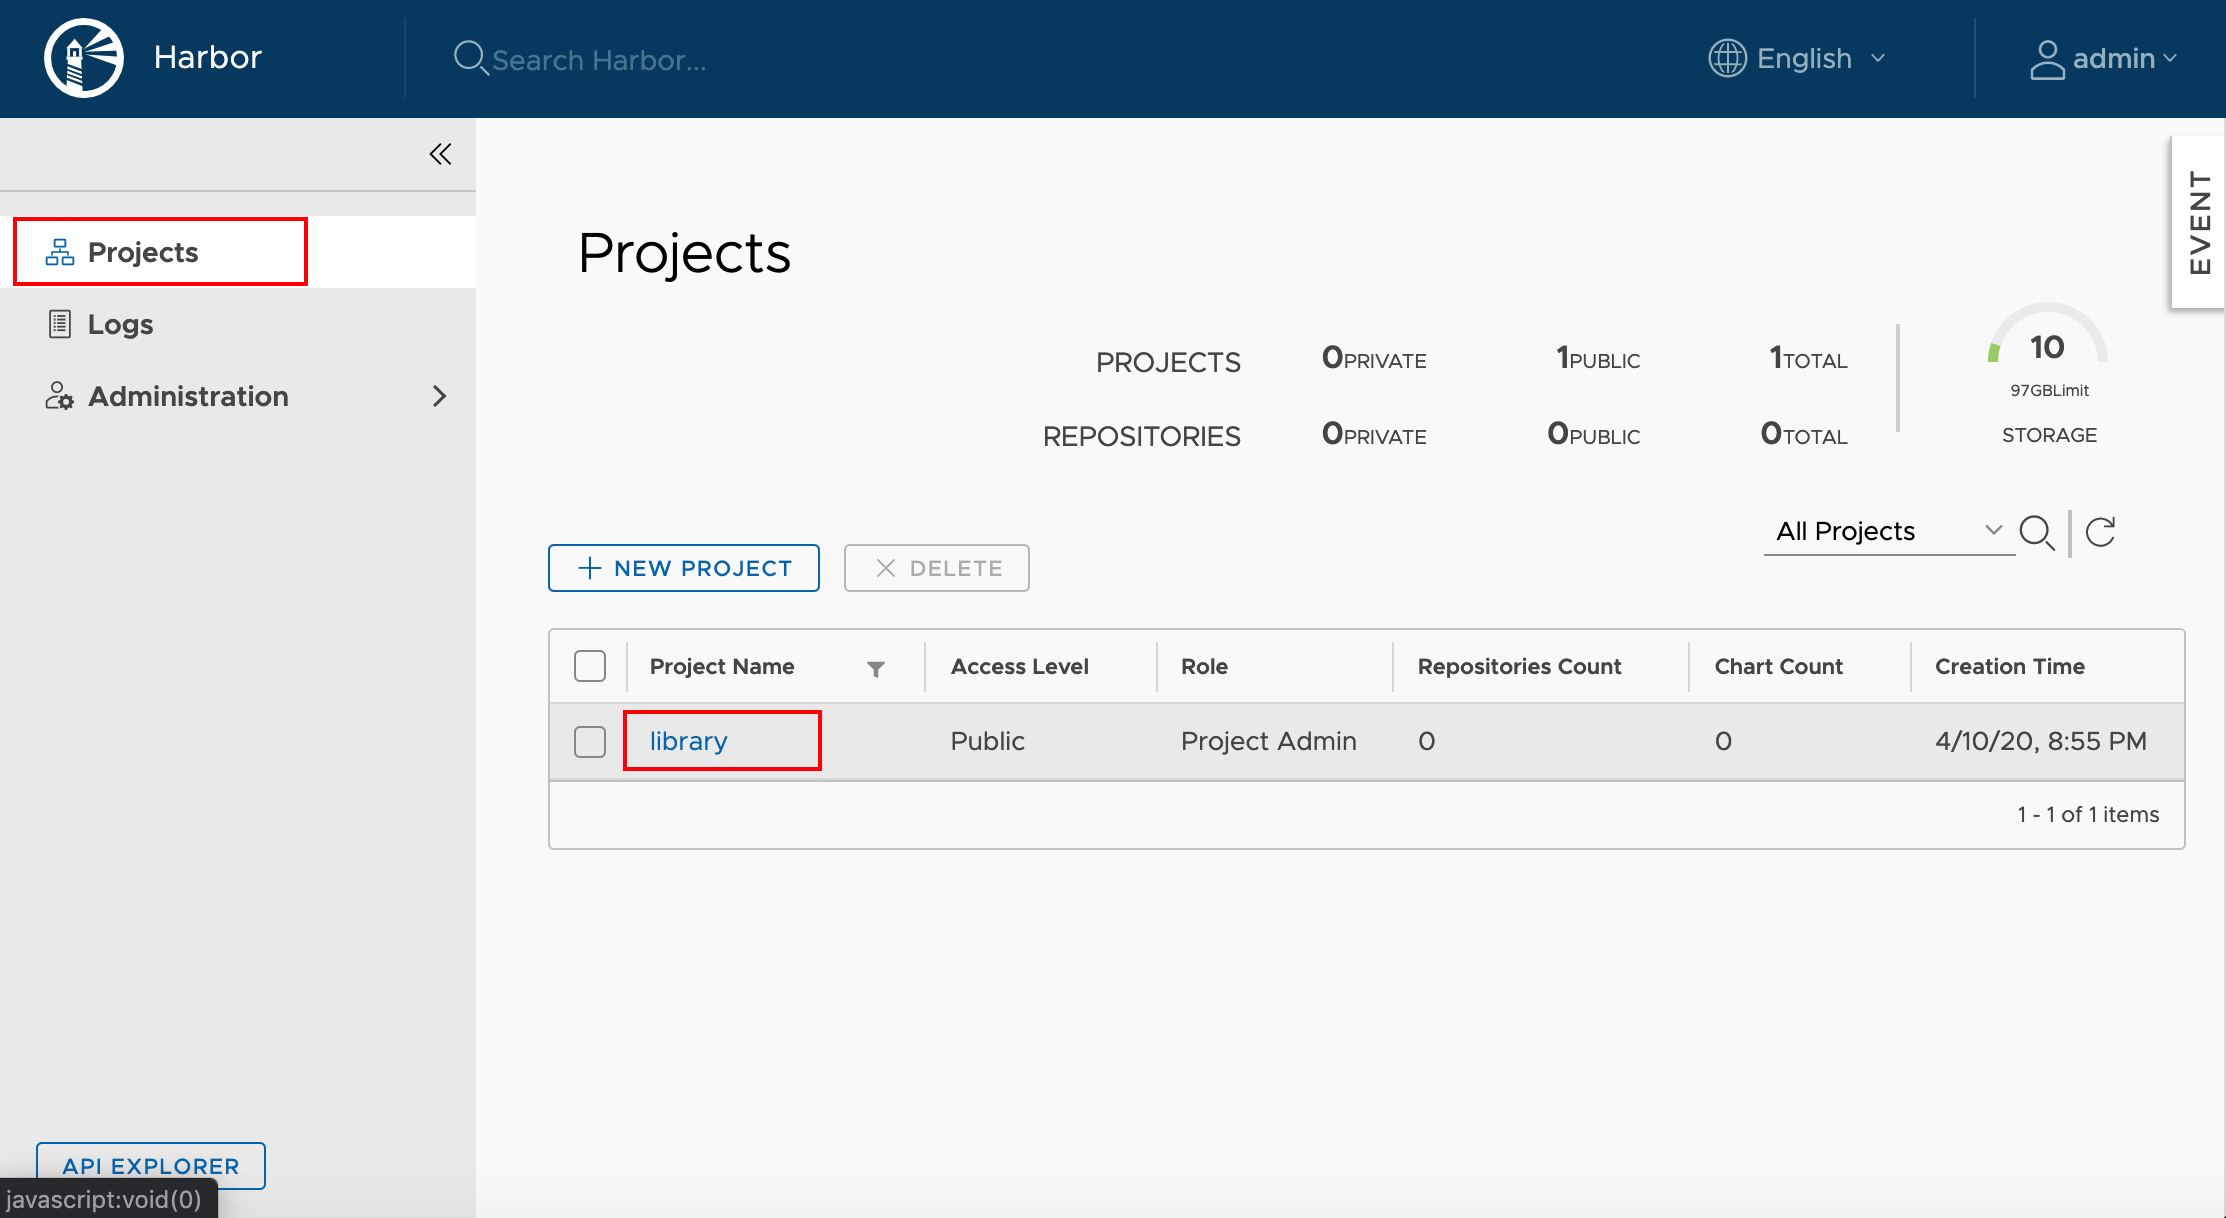 Harbor
Search Harbor...
English
admin
EVENT
Projects
Logs
Administration
Projects
PROJECTS 0PRIVATE 1PUBLIC 1TOTAL
REPOSITORIES 0PRIVATE 0PUBLIC 0TOTAL
10
97GBLimit
STORAGE
All Projects
NEW PROJECT DELETE
Project Name Access Level Role Repositories Count Chart Count Creation Time
library Public Project Admin 0 0 4/10/20, 8:55 PM
1 - 1 of 1 items
API EXPLORER
javascript:void(0)